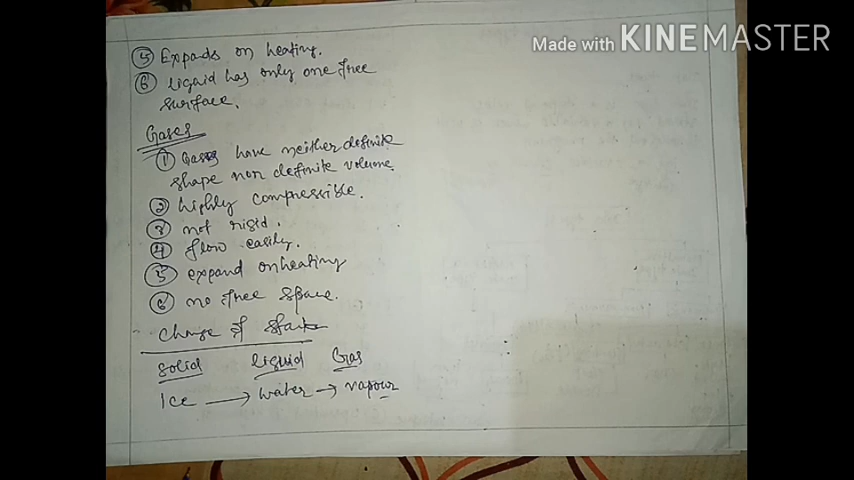 Made with KINEMASTER
⑤ Expands on heating.
⑥ liquid has only one free
surface.
Gases
① Gases have neither definite
shape non definite volume.
② highly compressible.
③ not rigid.
④ flow easily.
⑤ expand on heating
⑥ no free space.
Change of state
Solid liquid Gas
Ice → water → vapour